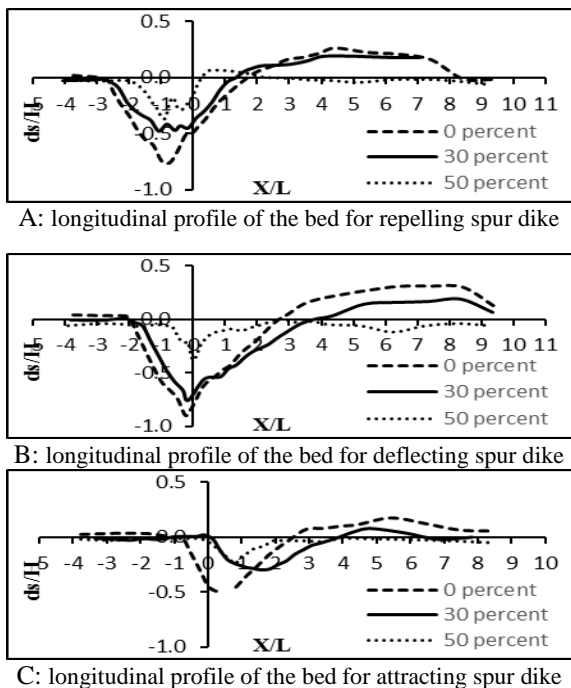 0.5
0.0
-4 -3 -2 -1 0 1 2 3 4 5 6 7 8 9 10 11
-0.5
-1.0
ds/H
X/L
0 percent
30 percent
50 percent
A: longitudinal profile of the bed for repelling spur dike
0.5
0.0
-4 -3 -2 -1 0 1 2 3 4 5 6 7 8 9 10 11
-0.5
-1.0
ds/H
X/L
0 percent
30 percent
50 percent
B: longitudinal profile of the bed for deflecting spur dike
0.5
0.0
-5 -4 -3 -2 -1 0 1 2 3 4 5 6 7 8 9 10
-0.5
-1.0
ds/H
X/L
0 percent
30 percent
50 percent
C: longitudinal profile of the bed for attracting spur dike